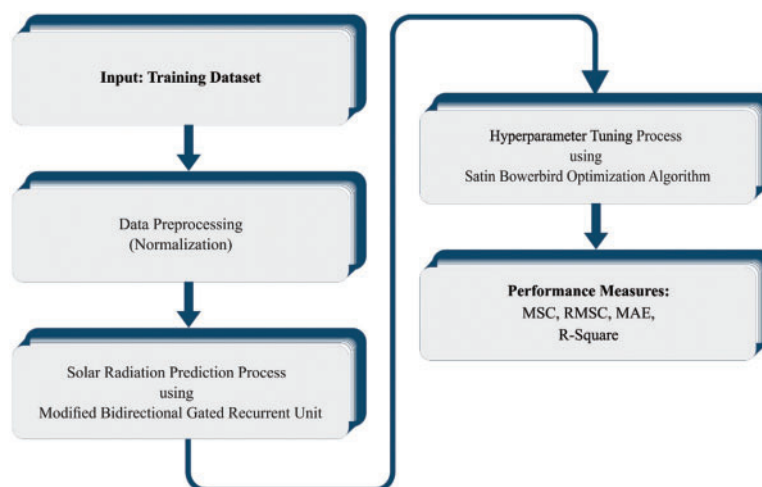 Input: Training Dataset
Data Preprocessing
(Normalization)
Solar Radiation Prediction Process
using
Modified Bidirectional Gated Recurrent Unit
Hyperparameter Tuning Process
using
Satin Bowerbird Optimization Algorithm
Performance Measures:
MSC, RMSC, MAE,
R-Square